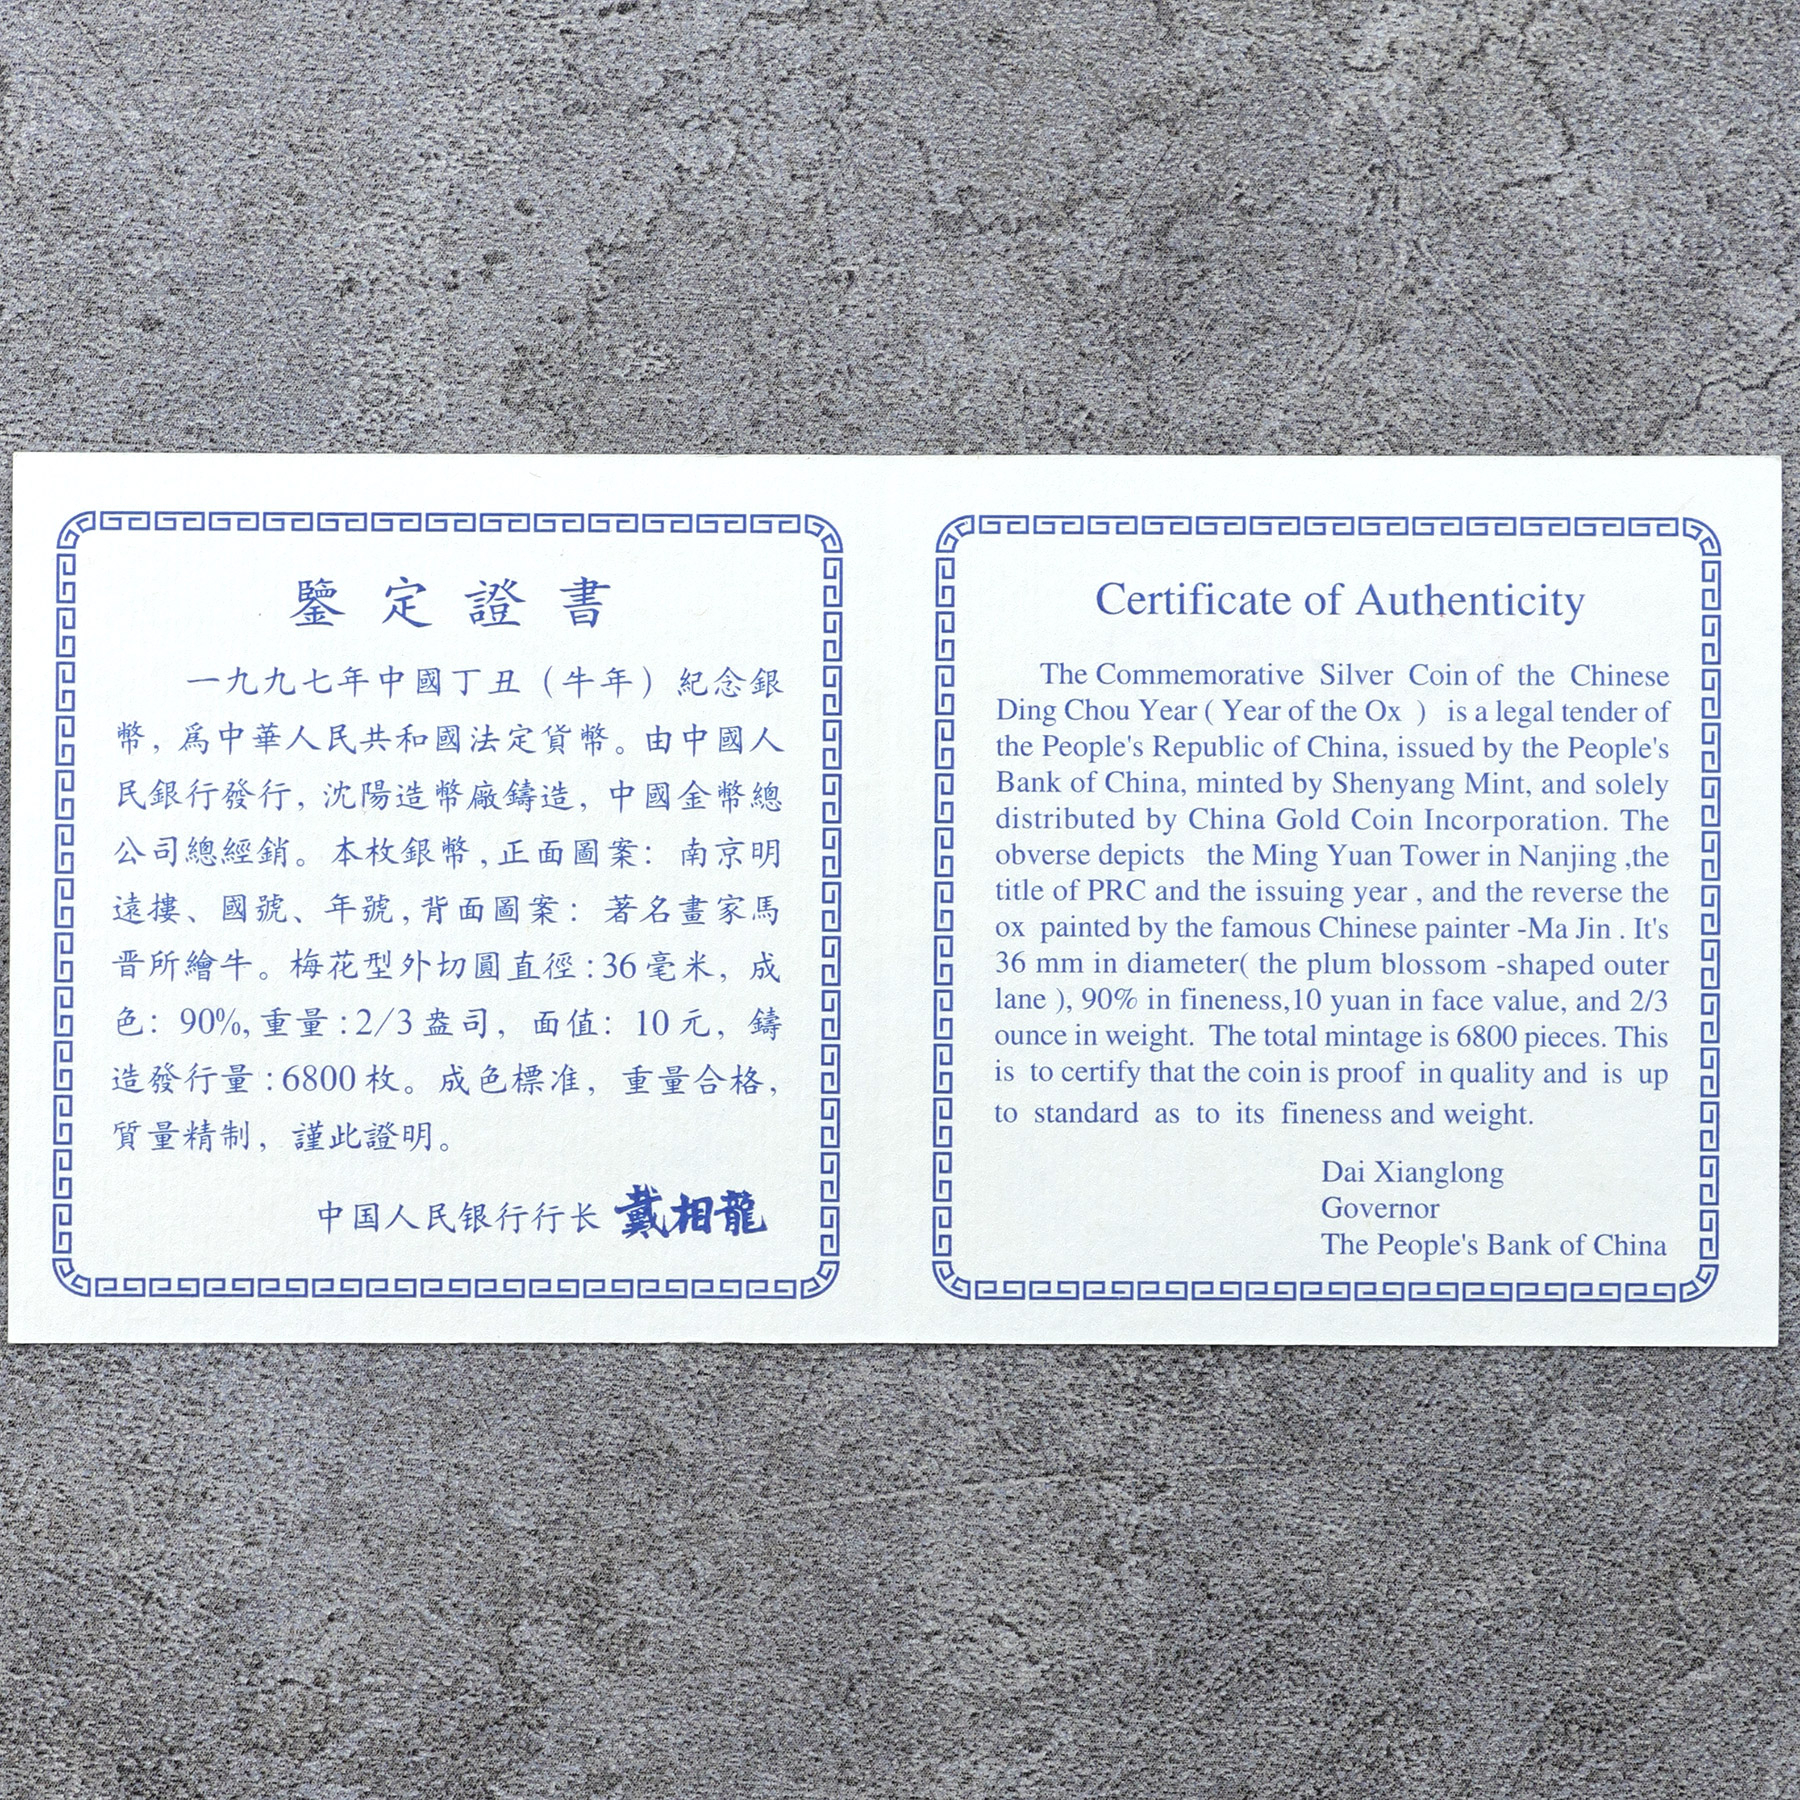 鑒定證書
一九九七年中國丁丑（牛年）紀念銀
幣，爲中華人民共和國法定貨幣。由中國人
民銀行發行，沈陽造幣廠鑄造，中國金幣總
公司總經銷。本枚銀幣，正面圖案：南京明
遠摟、國號、年號，背面圖案：著名畫家馬
晋所繪牛。梅花型外切圓直徑：36毫米，成
色：90%，重量：2/3盎司，面值：10元，鑄
造發行量：6800枚。成色標准，重量合格，
質量精制，謹此證明。
中国人民银行行长 戴相龍
Certificate of Authenticity
The Commemorative Silver Coin of the Chinese
Ding Chou Year ( Year of the Ox ) is a legal tender of
the People's Republic of China, issued by the People's
Bank of China, minted by Shenyang Mint, and solely
distributed by China Gold Coin Incorporation. The
obverse depicts the Ming Yuan Tower in Nanjing ,the
title of PRC and the issuing year , and the reverse the
ox painted by the famous Chinese painter -Ma Jin . It's
36 mm in diameter( the plum blossom -shaped outer
lane ), 90% in fineness,10 yuan in face value, and 2/3
ounce in weight. The total mintage is 6800 pieces. This
is to certify that the coin is proof in quality and is up
to standard as to its fineness and weight.
Dai Xianglong
Governor
The People's Bank of China